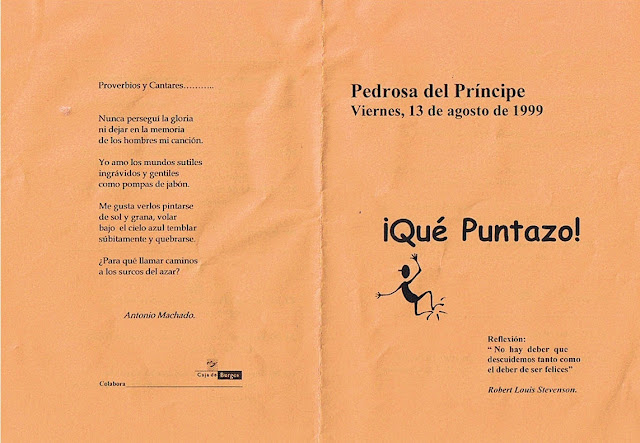 Proverbios y Cantares………..
Nunca perseguí la gloria
ni dejar en la memoria
de los hombres mi canción.
Yo amo los mundos sutiles
ingrávidos y gentiles
como pompas de jabón.
Me gusta verlos pintarse
de sol y grana, volar
bajo el cielo azul temblar
súbitamente y quebrarse.
¿Para qué llamar caminos
a los surcos del azar?
Antonio Machado.
Caja de Burgos
Colabora
Pedrosa del Príncipe
Viernes, 13 de agosto de 1999
¡Qué Puntazo!
Reflexión:
“ No hay deber que
descuidemos tanto como
el deber de ser felices”
Robert Louis Stevenson.